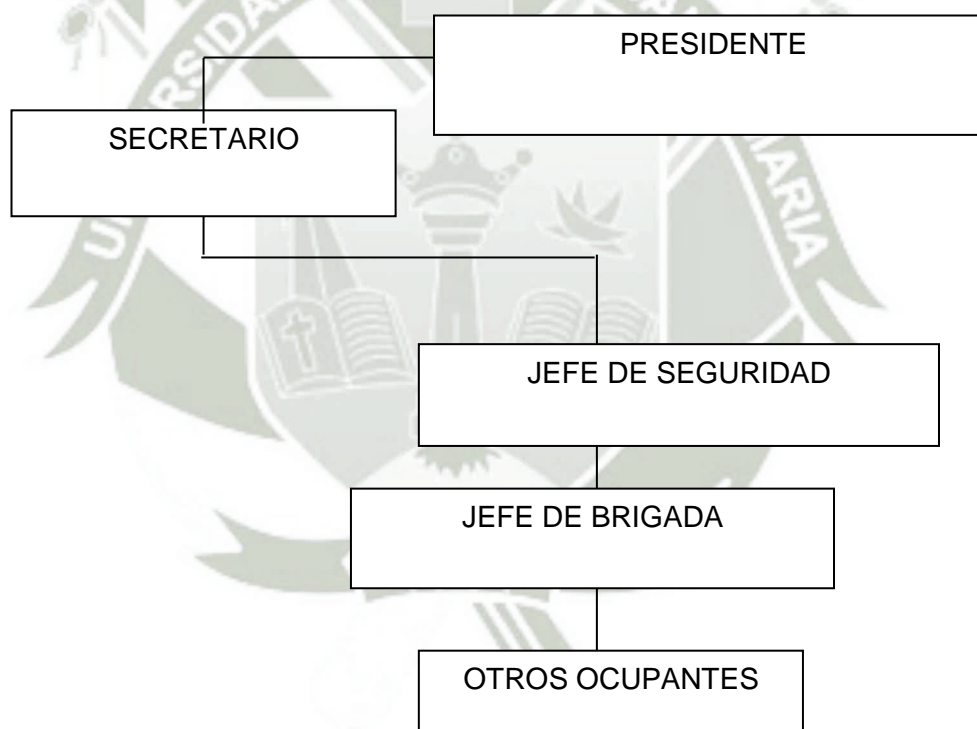 PRESIDENTE
SECRETARIO
JEFE DE SEGURIDAD
JEFE DE BRIGADA
OTROS OCUPANTES